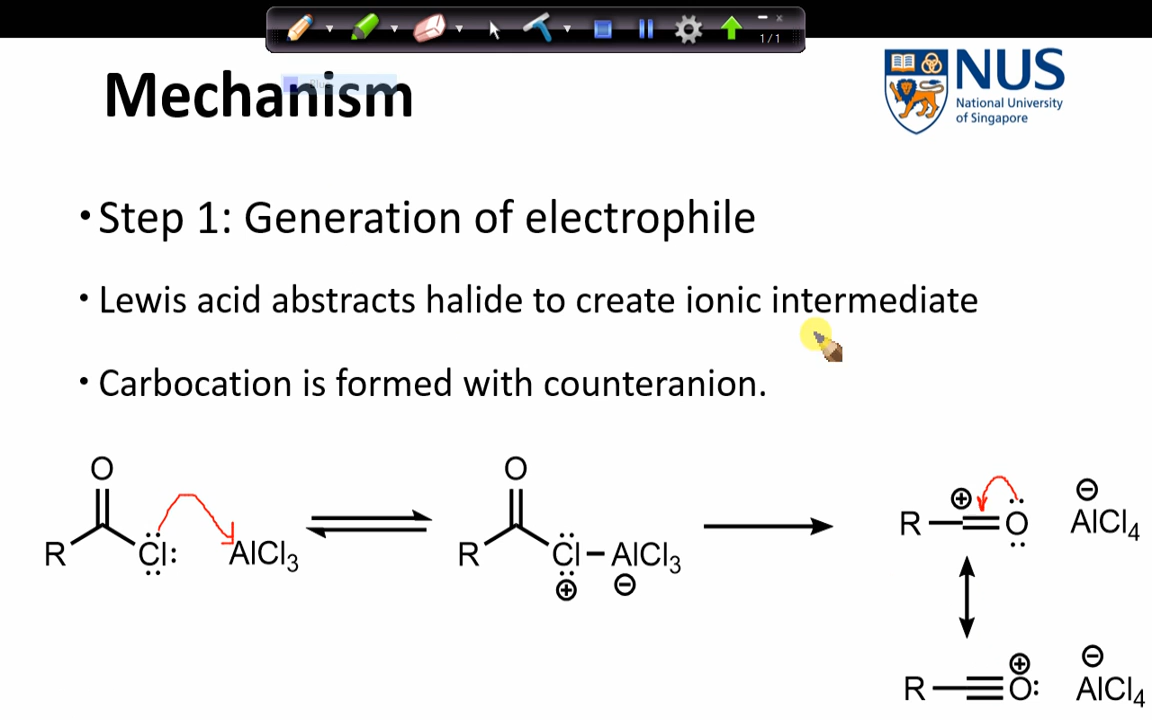 1/1
Mechanism
NUS
National University
of Singapore
• Step 1: Generation of electrophile
• Lewis acid abstracts halide to create ionic intermediate
• Carbocation is formed with counteranion.
O
R
Cl
AlCl₃
O
R
Cl
⊕
AlCl₃
⊖
⊕
R
O
⊖
AlCl₄
⊕
R
O
⊖
AlCl₄